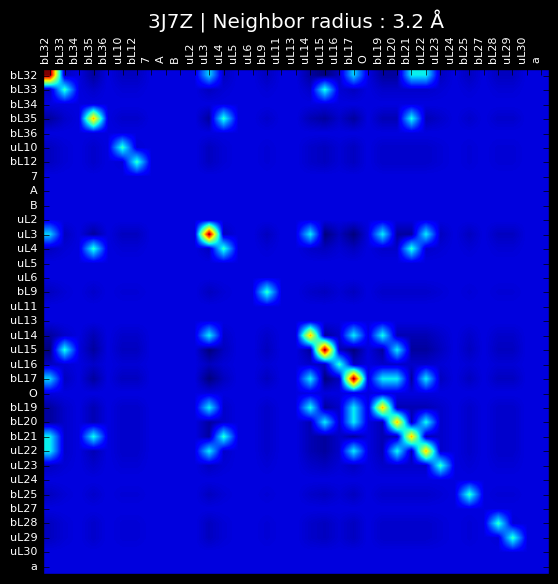 3J7Z | Neighbor radius : 3.2 Å
bL32
bL33
bL34
bL35
bL36
uL10
bL12
7
A
B
uL2
uL3
uL4
uL5
uL6
bL9
uL11
uL13
uL14
uL15
uL16
bL17
O
bL19
bL20
bL21
uL22
uL23
uL24
bL25
bL27
bL28
uL29
uL30
a
bL32
bL33
bL34
bL35
bL36
uL10
bL12
7
A
B
uL2
uL3
uL4
uL5
uL6
bL9
uL11
uL13
uL14
uL15
uL16
bL17
O
bL19
bL20
bL21
uL22
uL23
uL24
bL25
bL27
bL28
uL29
uL30
a